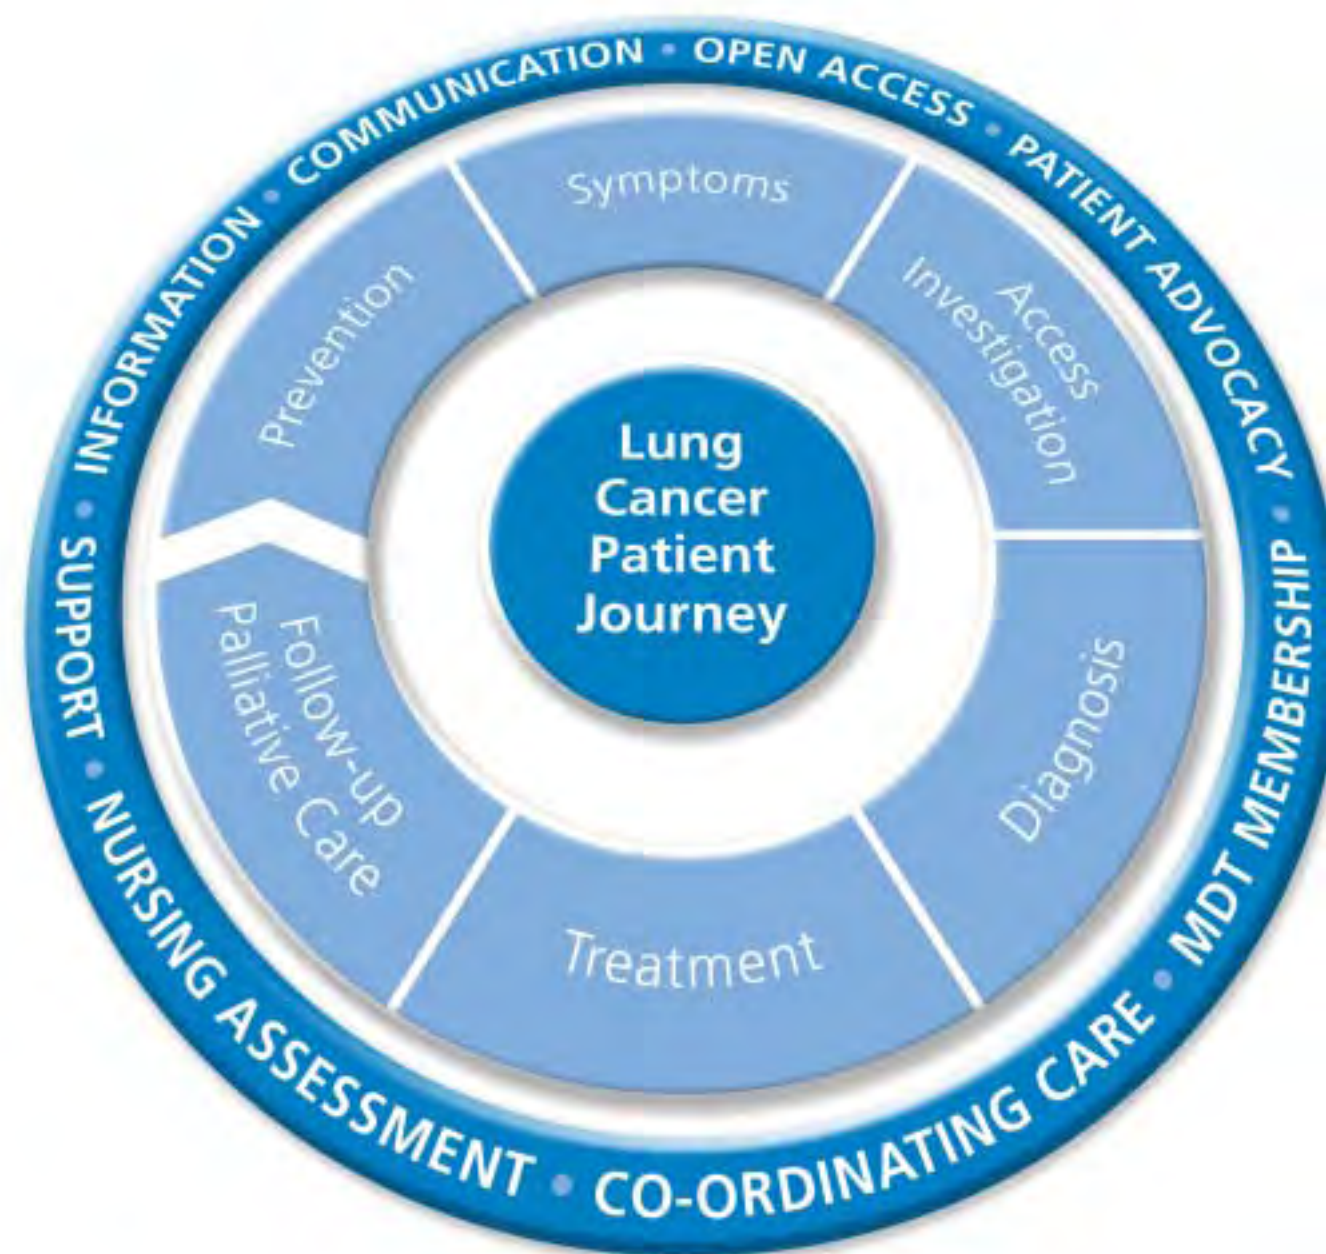 COMMUNICATION • OPEN ACCESS • PATIENT ADVOCACY • MDT MEMBERSHIP • CO-ORDINATING CARE • NURSING ASSESSMENT • SUPPORT • INFORMATION •
Symptoms
Access
Investigation
Diagnosis
Treatment
Follow-up
Palliative Care
Prevention
Lung
Cancer
Patient
Journey